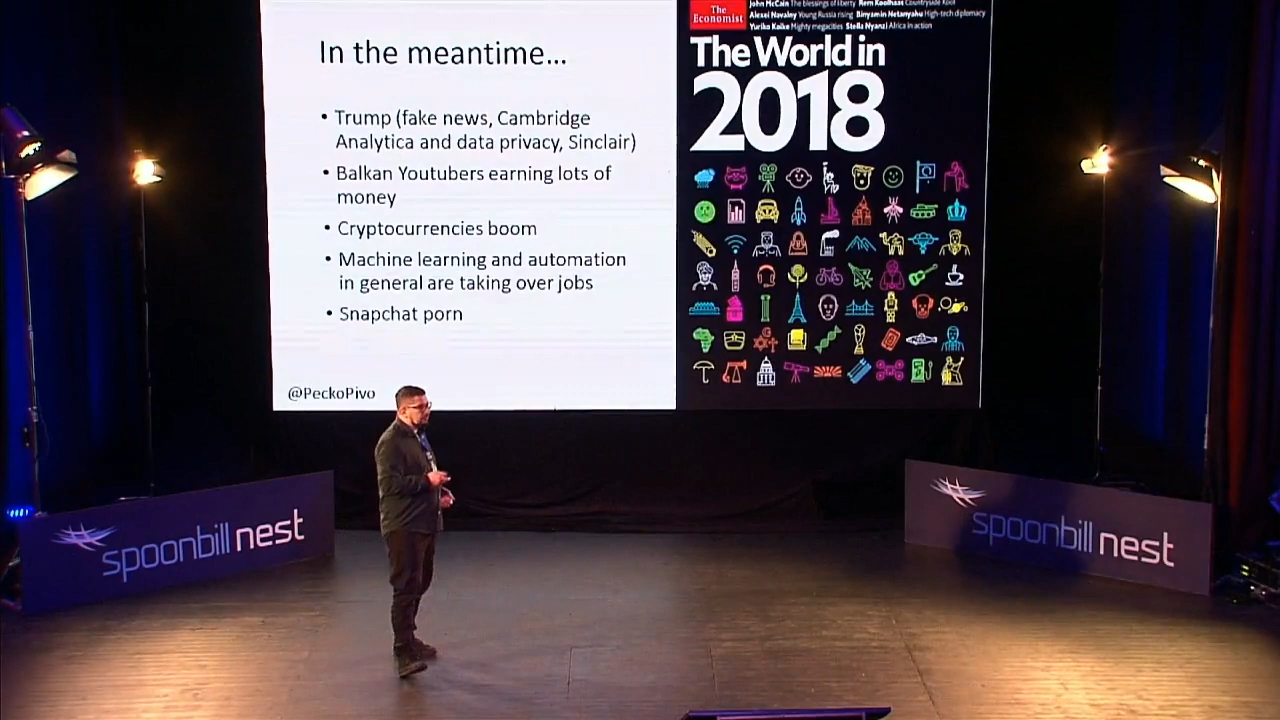 In the meantime...
• Trump (fake news, Cambridge
Analytica and data privacy, Sinclair)
• Balkan Youtubers earning lots of
money
• Cryptocurrencies boom
• Machine learning and automation
in general are taking over jobs
• Snapchat porn
@PeckoPivo
The
Economist
John McCain The blessings of liberty Rem Koolhaas Countryside Kool
Alexei Navalny Young Russia rising Binyamin Netanyahu High-tech diplomacy
Yuriko Koike Mighty megacities Stella Nyanzi Africa in action
The World in
2018
spoonbill nest
spoonbill nest